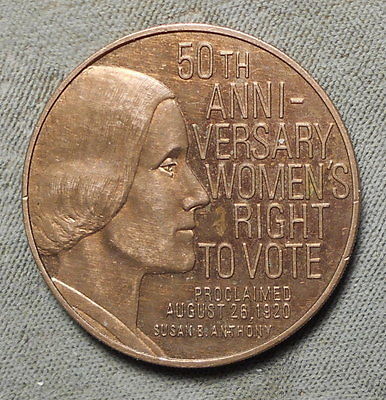 50TH
ANNI-
VERSARY
WOMEN'S
RIGHT
TO VOTE
PROCLAIMED
AUGUST 26, 1920
SUSAN B. ANTHONY